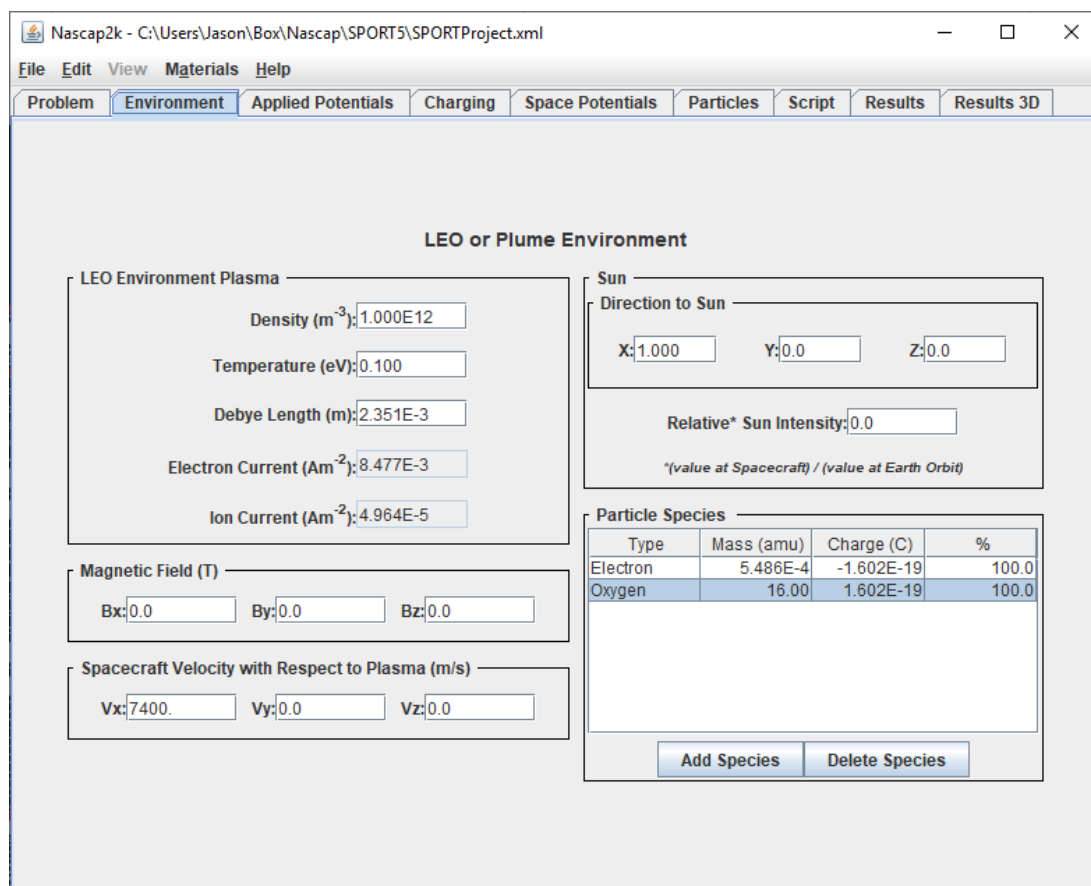 Nascap2k - C:\Users\Jason\Box\Nascap\SPORT5\SPORTProject.xml
File Edit View Materials Help
Problem Environment Applied Potentials Charging Space Potentials Particles Script Results Results 3D
LEO or Plume Environment
LEO Environment Plasma
Density (m⁻³): 1.000E12
Temperature (eV): 0.100
Debye Length (m): 2.351E-3
Electron Current (Am⁻²): 8.477E-3
Ion Current (Am⁻²): 4.964E-5
Magnetic Field (T)
Bx: 0.0 By: 0.0 Bz: 0.0
Spacecraft Velocity with Respect to Plasma (m/s)
Vx: 7400. Vy: 0.0 Vz: 0.0
Sun
Direction to Sun
X: 1.000 Y: 0.0 Z: 0.0
Relative* Sun Intensity: 0.0
*(value at Spacecraft) / (value at Earth Orbit)
Particle Species
Type Mass (amu) Charge (C) %
Electron 5.486E-4 -1.602E-19 100.0
Oxygen 16.00 1.602E-19 100.0
Add Species Delete Species